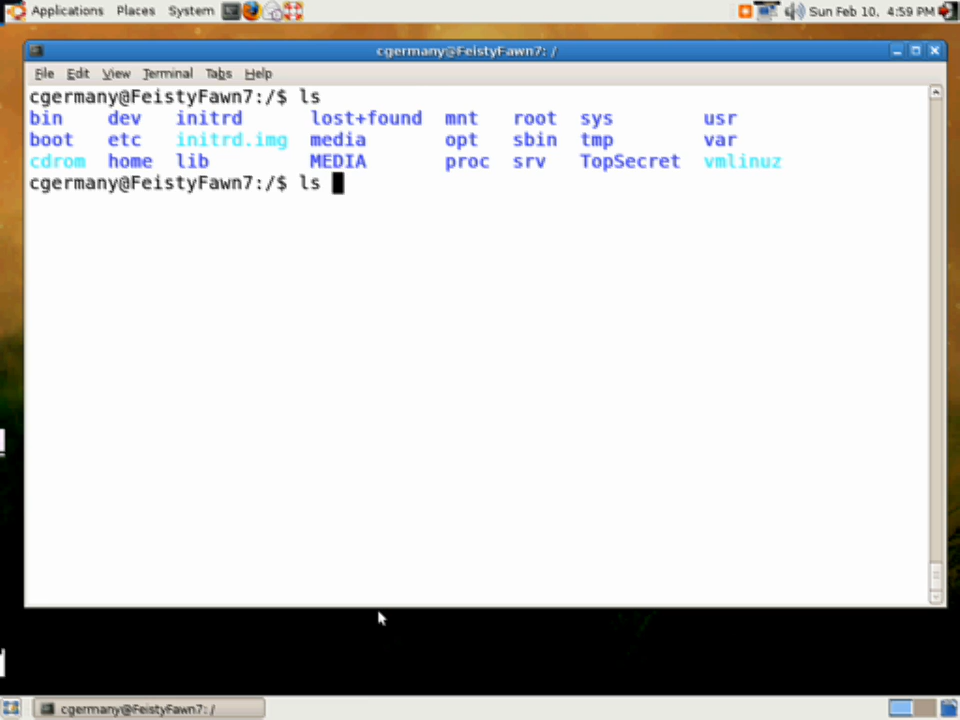 Applications Places System Sun Feb 10, 4:59 PM
cgermany@FeistyFawn7: /
File Edit View Terminal Tabs Help
cgermany@FeistyFawn7:/$ ls
bin dev initrd lost+found mnt root sys usr
boot etc initrd.img media opt sbin tmp var
cdrom home lib MEDIA proc srv TopSecret vmlinuz
cgermany@FeistyFawn7:/$ ls
cgermany@FeistyFawn7: /